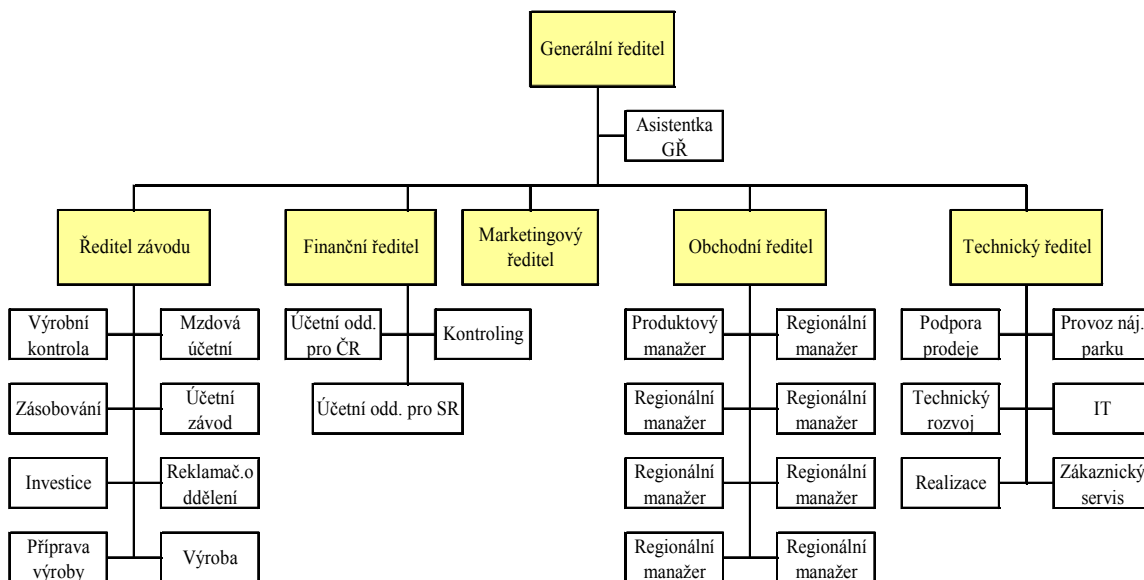 Generální ředitel
Asistentka
GŘ
Ředitel závodu
Finanční ředitel
Marketingový
ředitel
Obchodní ředitel
Technický ředitel
Výrobní
kontrola
Mzdová
účetní
Účetní odd.
pro ČR
Kontroling
Produktový
manažer
Regionální
manažer
Podpora
prodeje
Provoz náj.
parku
Zásobování
Účetní
závod
Účetní odd. pro SR
Regionální
manažer
Regionální
manažer
Technický
rozvoj
IT
Investice
Reklamač.o
ddělení
Regionální
manažer
Regionální
manažer
Realizace
Zákaznický
servis
Příprava
výroby
Výroba
Regionální
manažer
Regionální
manažer